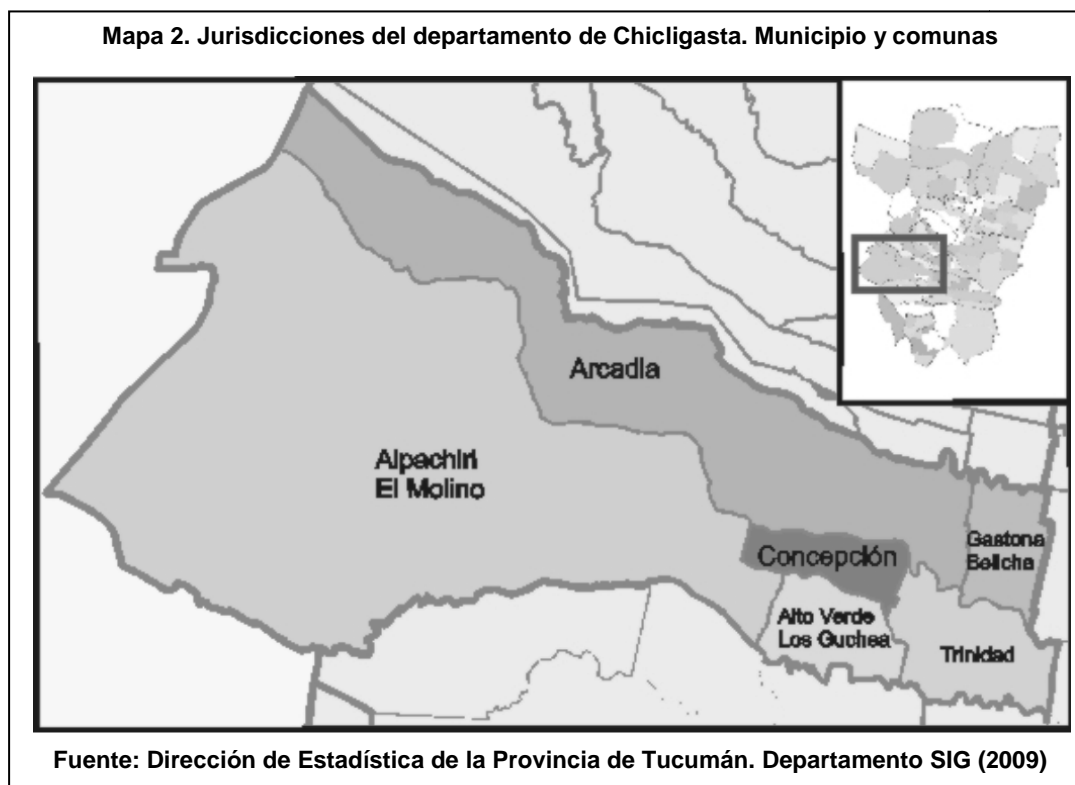 Mapa 2. Jurisdicciones del departamento de Chicligasta. Municipio y comunas
Arcadia
Alpachiri
El Molino
Concepción
Gastona
Belicha
Alto Verde
Los Guchea
Trinidad
Fuente: Dirección de Estadística de la Provincia de Tucumán. Departamento SIG (2009)